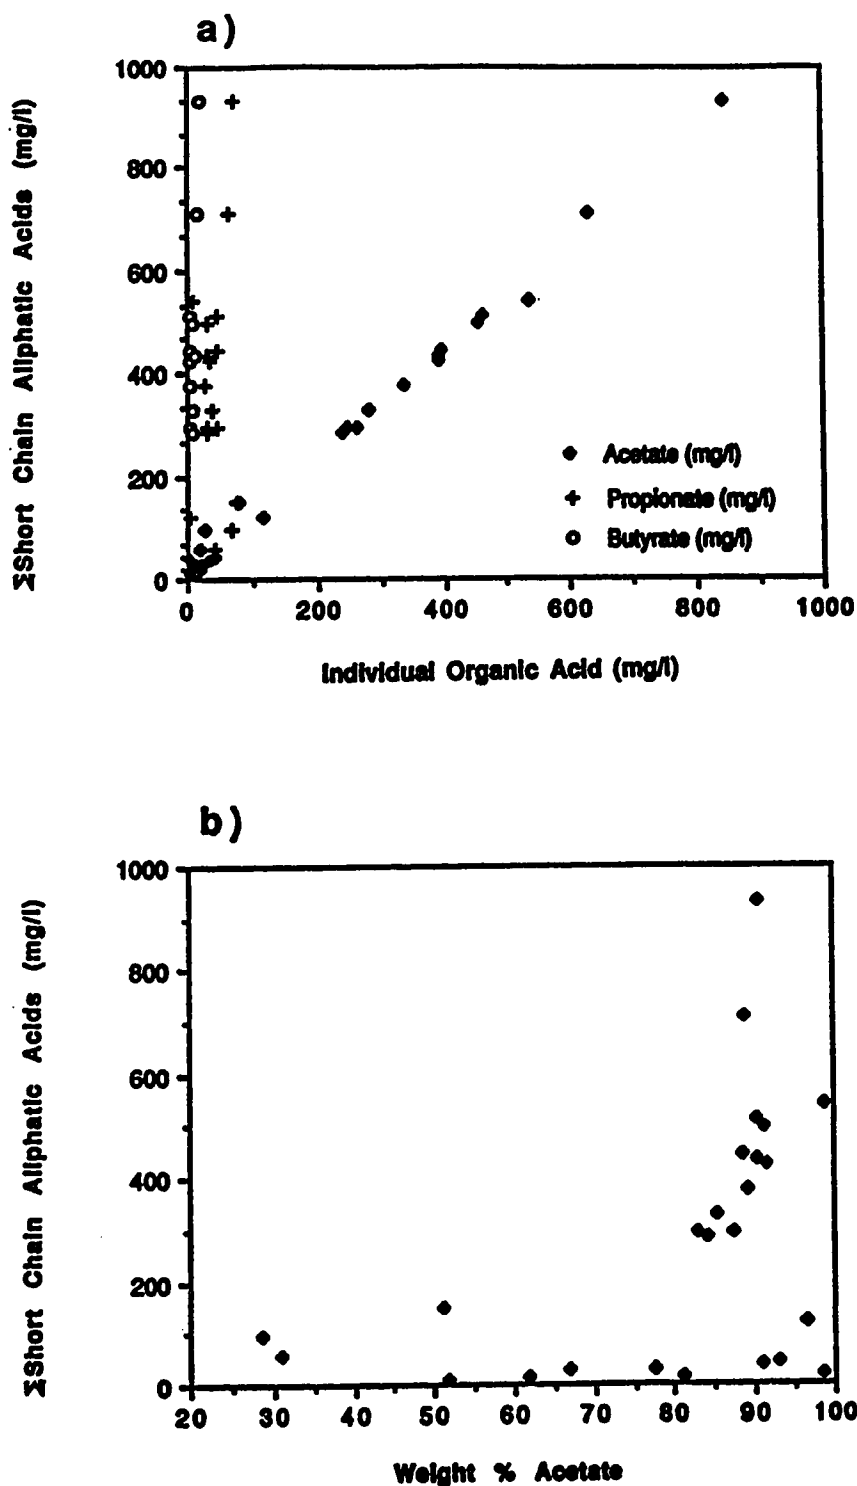 a)
1000
800
600
400
200
0
ΣShort Chain Aliphatic Acids (mg/l)
Acetate (mg/l)
Propionate (mg/l)
Butyrate (mg/l)
0 200 400 600 800 1000
Individual Organic Acid (mg/l)
b)
1000
800
600
400
200
0
ΣShort Chain Aliphatic Acids (mg/l)
20 30 40 50 60 70 80 90 100
Weight % Acetate